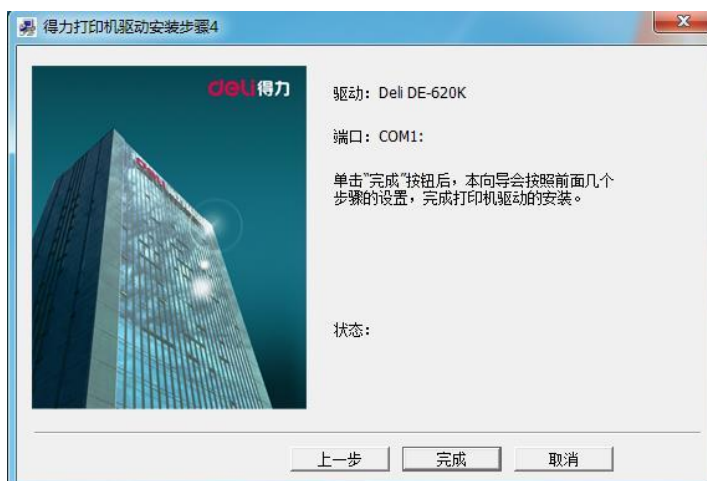 得力打印机驱动安装步骤4
deli得力
deli
驱动：Deli DE-620K
端口：COM1:
单击"完成"按钮后，本向导会按照前面几个
步骤的设置，完成打印机驱动的安装。
状态：
上一步
完成
取消